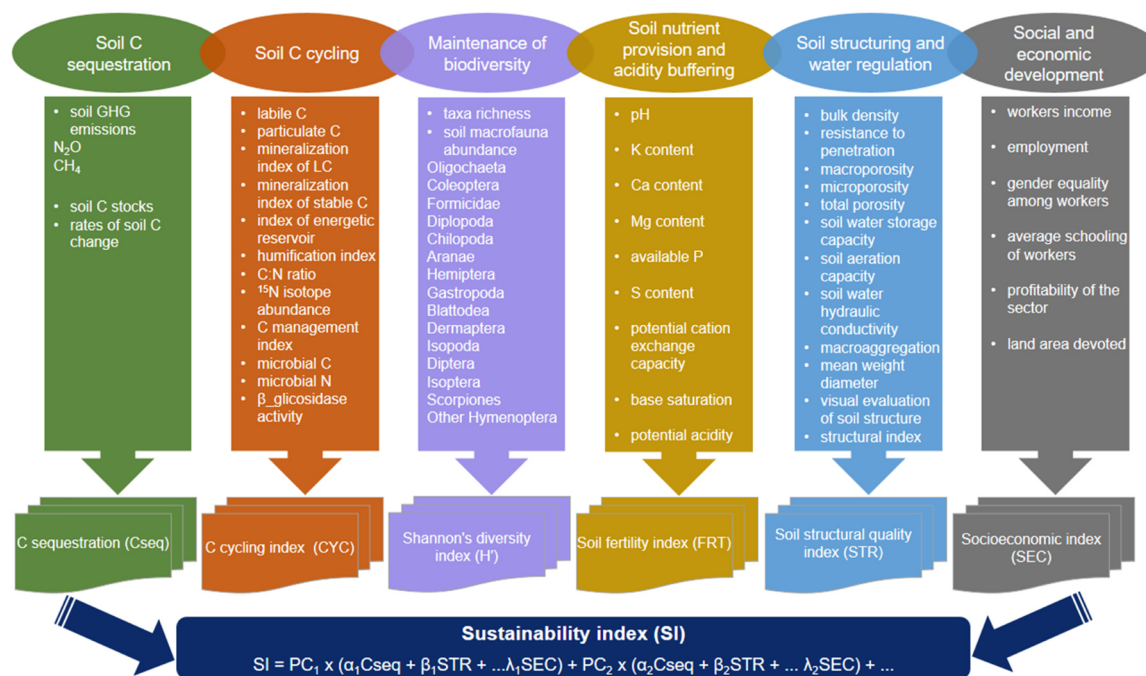 Soil C
sequestration
Soil C cycling
Maintenance of
biodiversity
Soil nutrient
provision and
acidity buffering
Soil structuring and
water regulation
Social and
economic
development
• soil GHG
emissions
N₂O
CH₄
• soil C stocks
• rates of soil C
change
• labile C
• particulate C
• mineralization
index of LC
• mineralization
index of stable C
• index of energetic
reservoir
• humification index
• C:N ratio
• ¹⁵N isotope
abundance
• C management
index
• microbial C
• microbial N
• β_glicosidase
activity
• taxa richness
• soil macrofauna
abundance
Oligochaeta
Coleoptera
Formicidae
Diplopoda
Chilopoda
Aranae
Hemiptera
Gastropoda
Blattodea
Dermaptera
Isopoda
Diptera
Isoptera
Scorpiones
Other Hymenoptera
• pH
• K content
• Ca content
• Mg content
• available P
• S content
• potential cation
exchange
capacity
• base saturation
• potential acidity
• bulk density
• resistance to
penetration
• macroporosity
• microporosity
• total porosity
• soil water storage
capacity
• soil aeration
capacity
• soil water
hydraulic
conductivity
• macroaggregation
• mean weight
diameter
• visual evaluation
of soil structure
• structural index
• workers income
• employment
• gender equality
among workers
• average schooling
of workers
• profitability of the
sector
• land area devoted
C sequestration (Cseq)
C cycling index (CYC)
Shannon's diversity
index (H')
Soil fertility index (FRT)
Soil structural quality
index (STR)
Socioeconomic index
(SEC)
Sustainability index (SI)
SI = PC₁ x (α₁Cseq + β₁STR + ...λ₁SEC) + PC₂ x (α₂Cseq + β₂STR + ... λ₂SEC) + ...